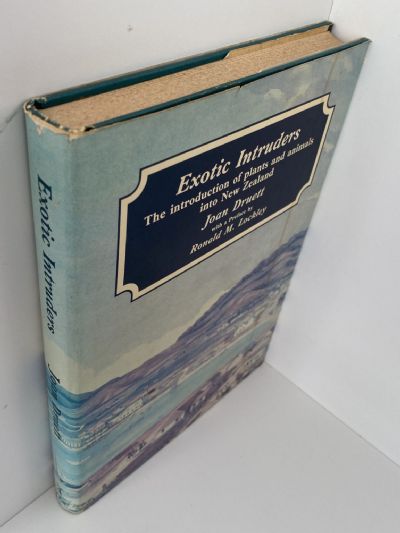 Exotic Intruders
The introduction of plants and animals
into New Zealand
Joan Druett
with a Preface by
Ronald M. Lockley
Exotic Intruders
Joan Druett